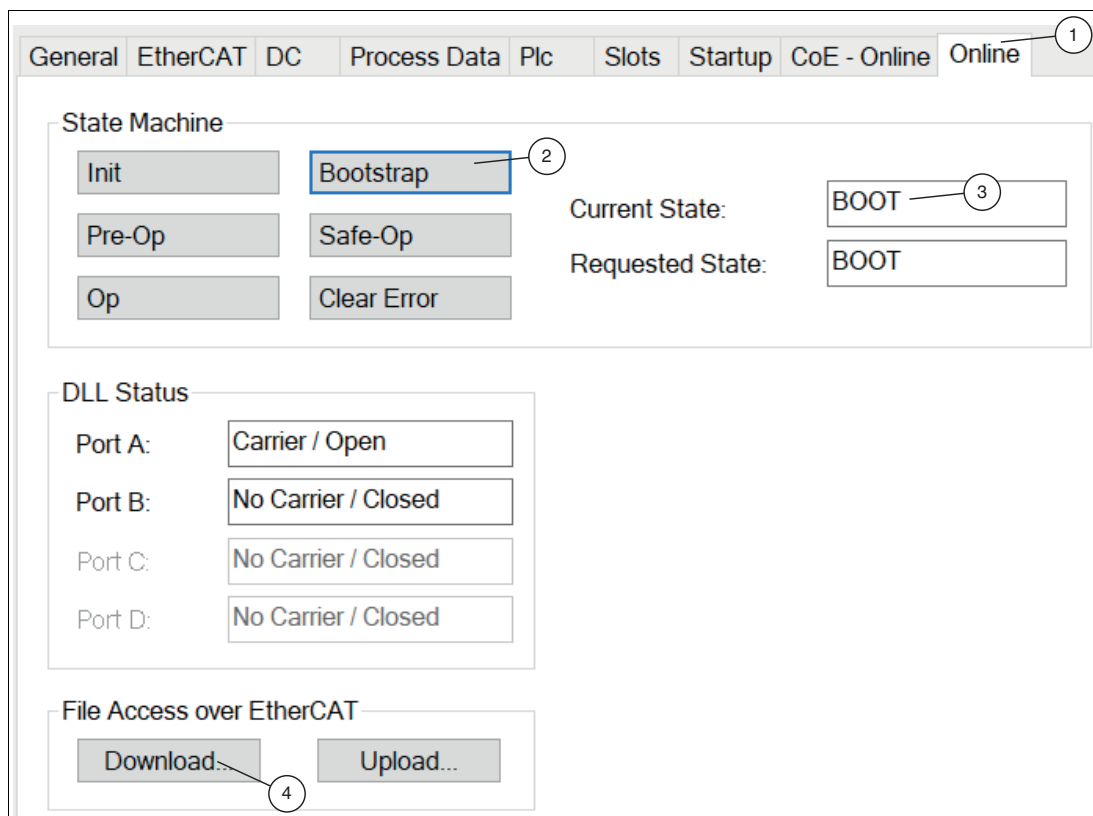 1
General EtherCAT DC Process Data Plc Slots Startup CoE - Online Online
State Machine
Init Bootstrap 2
Current State: BOOT 3
Pre-Op Safe-Op
Requested State: BOOT
Op Clear Error
DLL Status
Port A: Carrier / Open
Port B: No Carrier / Closed
Port C: No Carrier / Closed
Port D: No Carrier / Closed
File Access over EtherCAT
Download... Upload...
4